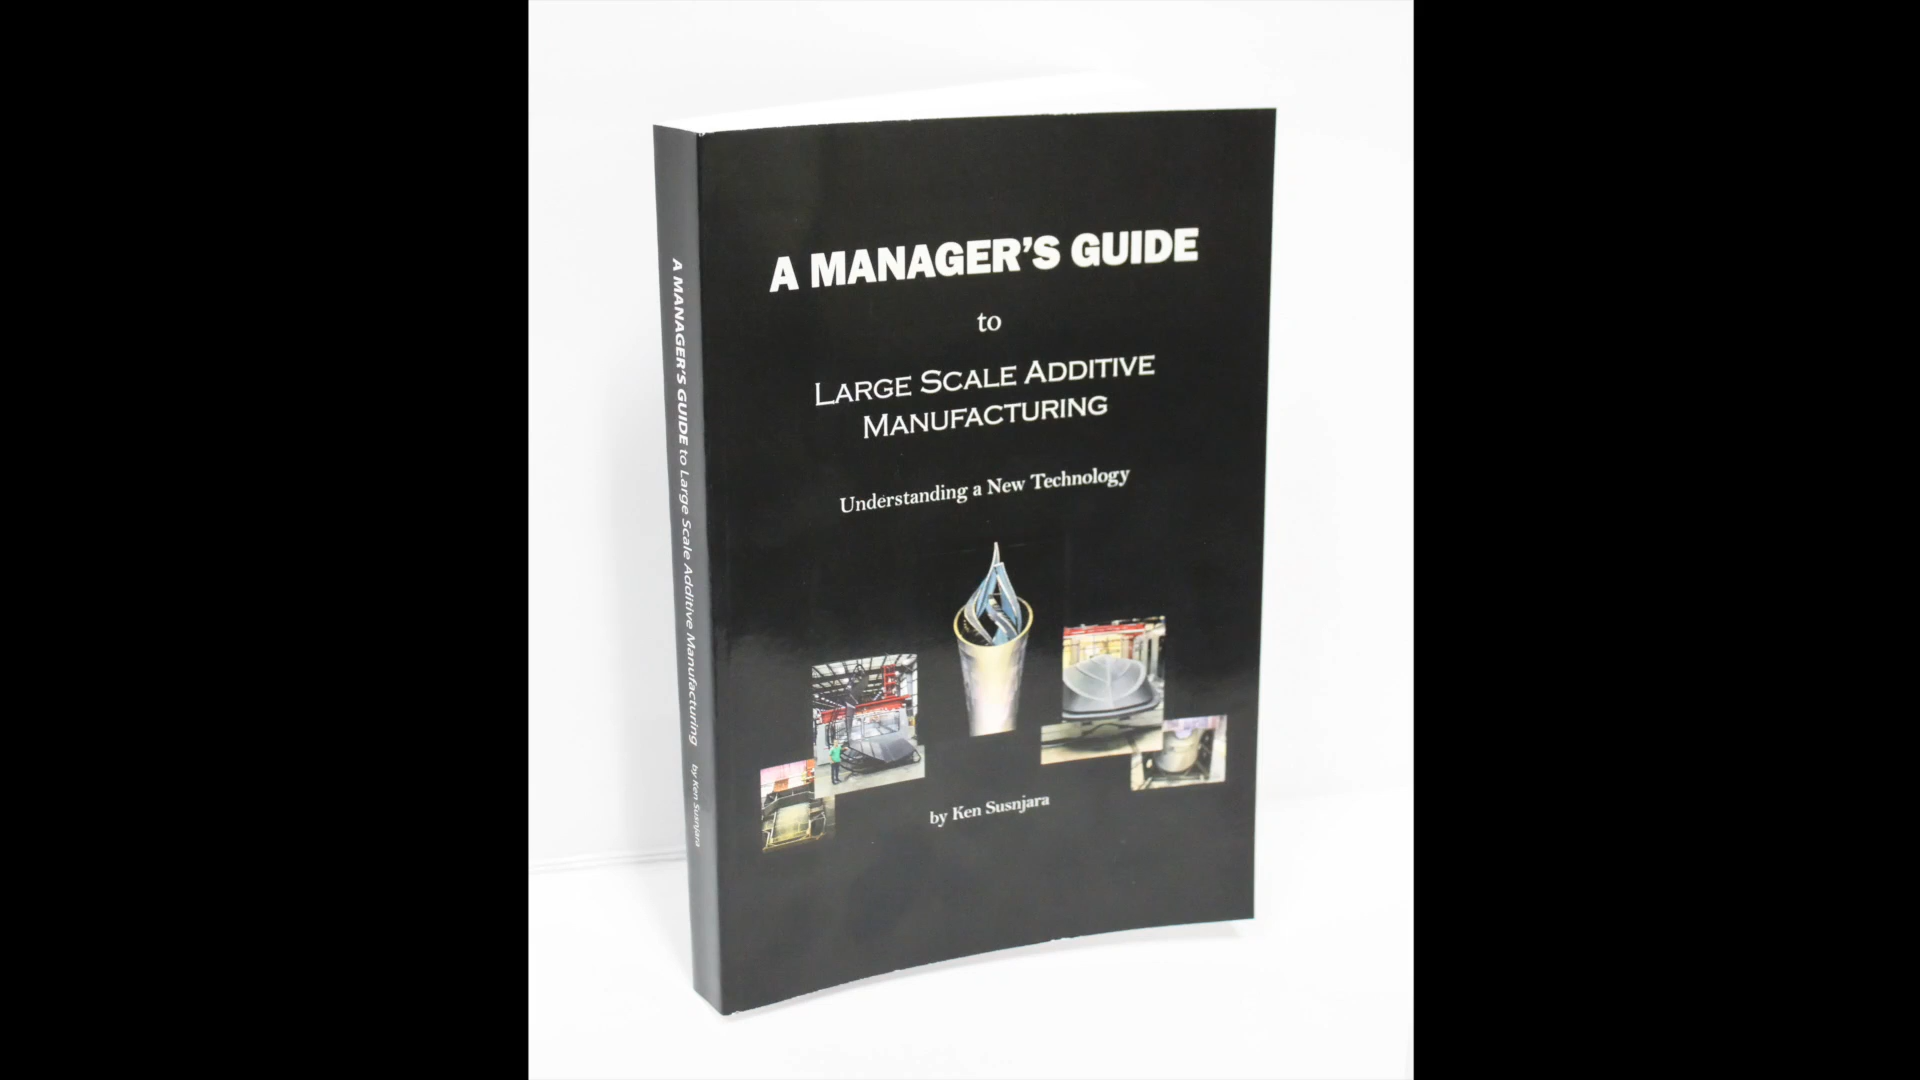 A MANAGER'S GUIDE
to
LARGE SCALE ADDITIVE
MANUFACTURING
Understanding a New Technology
by Ken Susnjara
A MANAGER'S GUIDE to Large Scale Additive Manufacturing by Ken Susnjara